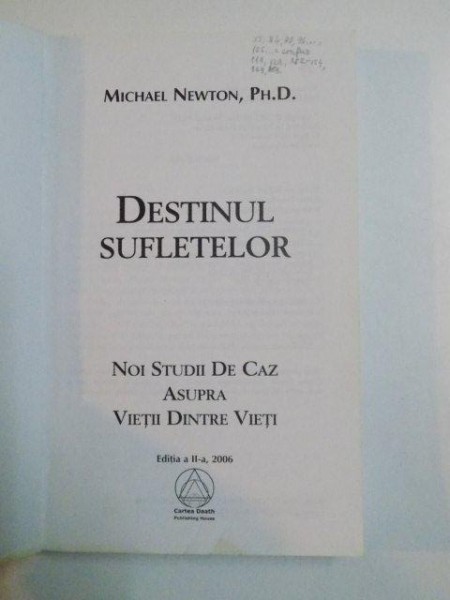 MICHAEL NEWTON, PH.D.
DESTINUL
SUFLETELOR
NOI STUDII DE CAZ
ASUPRA
VIEȚII DINTRE VIEȚI
Ediția a II-a, 2006
Cartea Daath
Publishing House